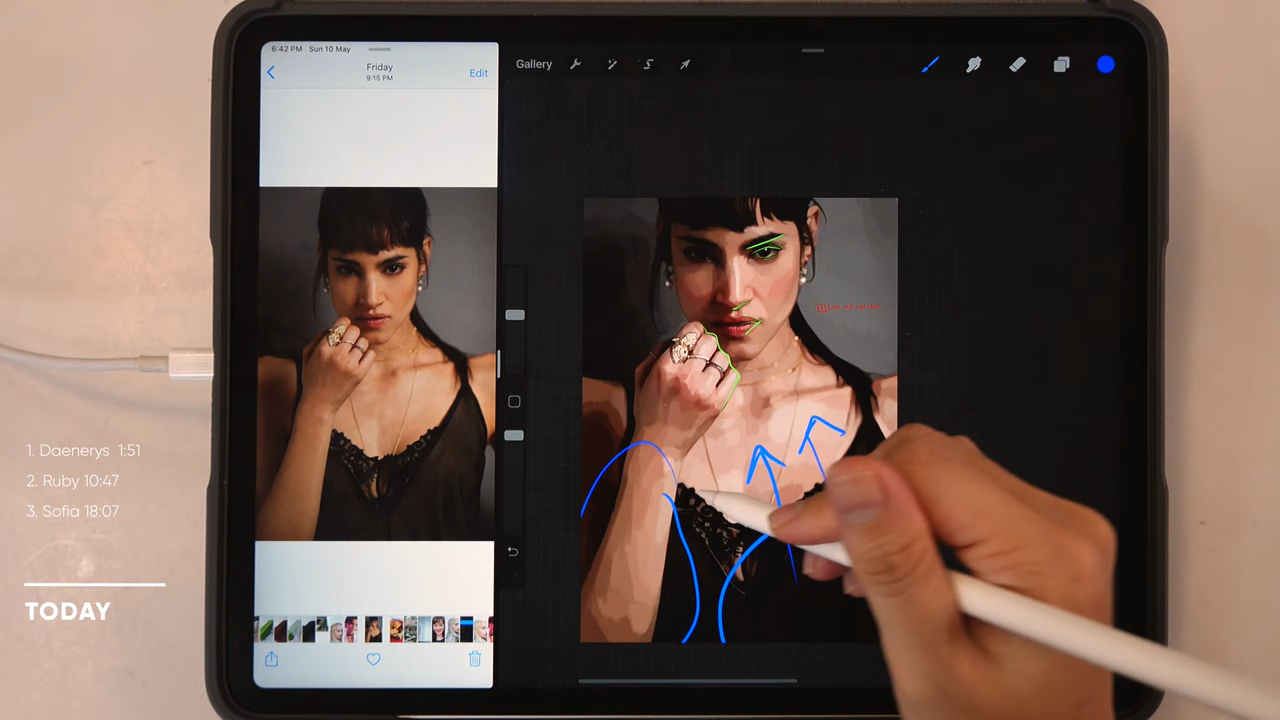 6:42 PM Sun 10 May
Friday
9:15 PM
Edit
Gallery
1. Daenerys 1:51
2. Ruby 10:47
3. Sofia 18:07
TODAY